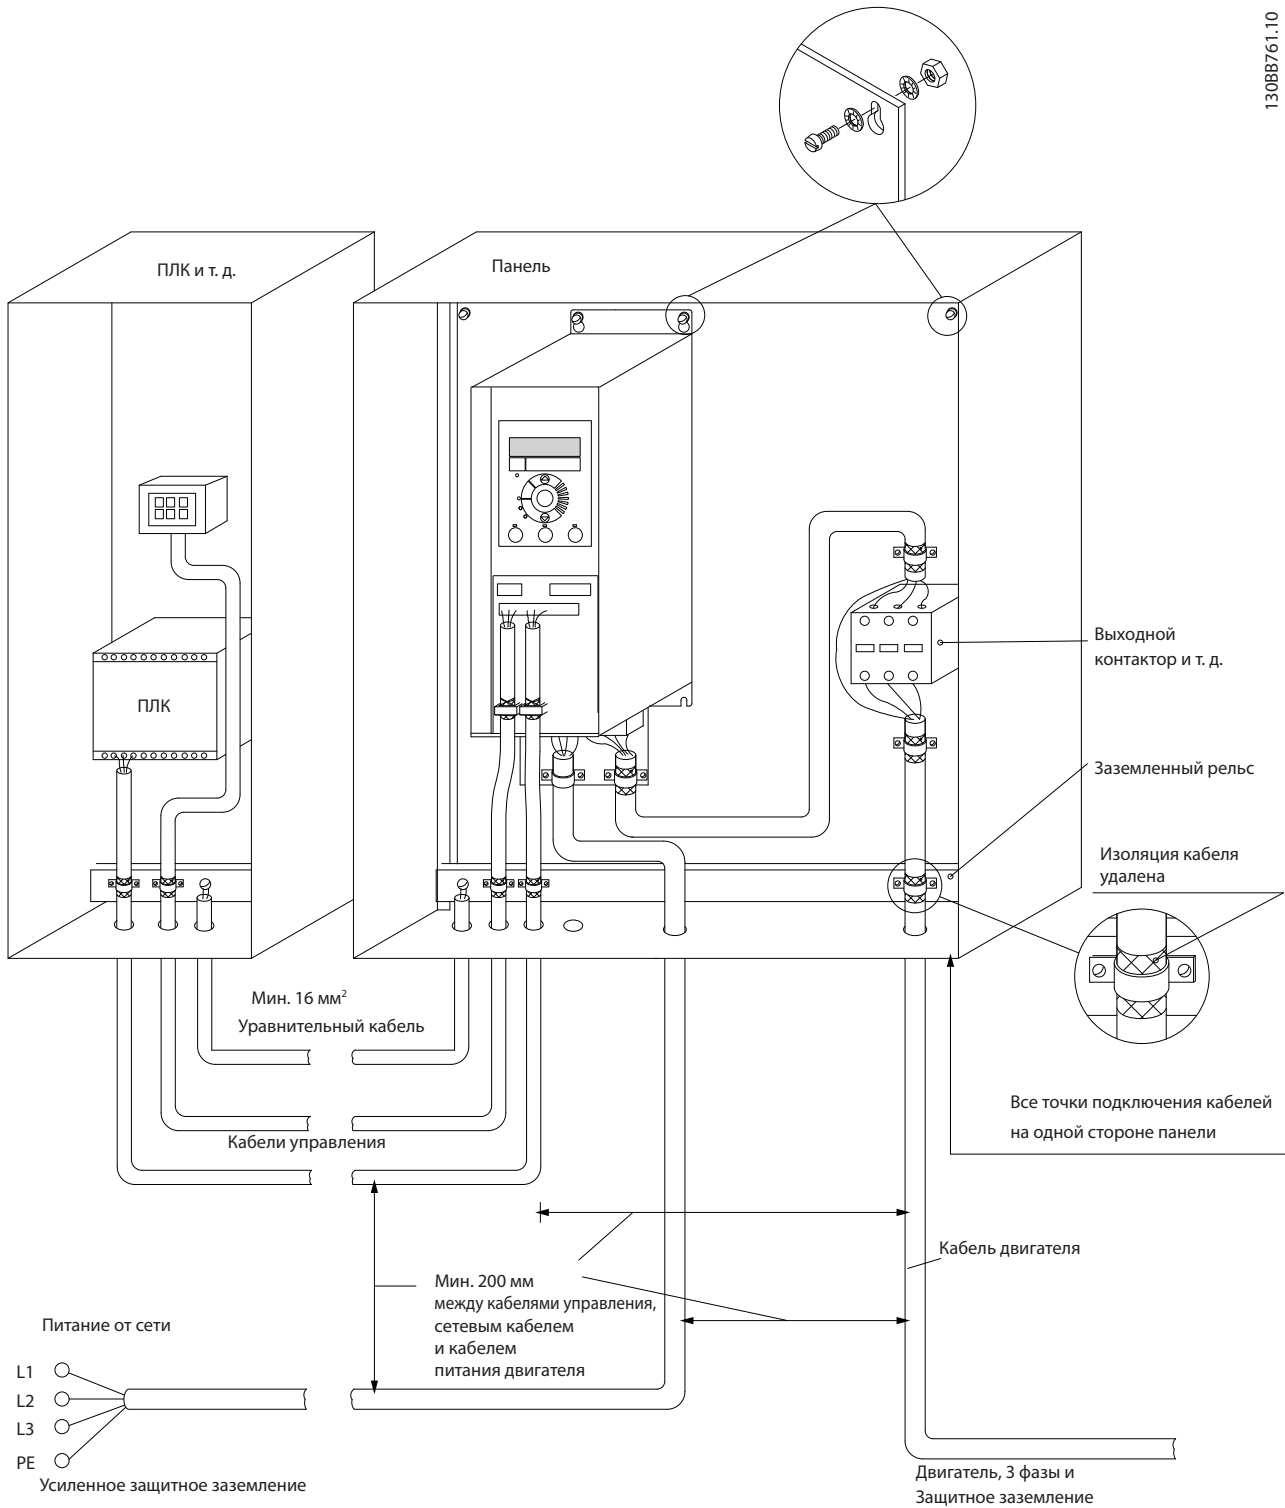 130BB761.10
ПЛК и т. д.
Панель
ПЛК
Выходной
контактор и т. д.
Заземленный рельс
Изоляция кабеля
удалена
Мин. 16 мм²
Уравнительный кабель
Все точки подключения кабелей
на одной стороне панели
Кабели управления
Кабель двигателя
Мин. 200 мм
между кабелями управления,
сетевым кабелем
и кабелем
питания двигателя
Питание от сети
L1
L2
L3
PE
Усиленное защитное заземление
Двигатель, 3 фазы и
Защитное заземление